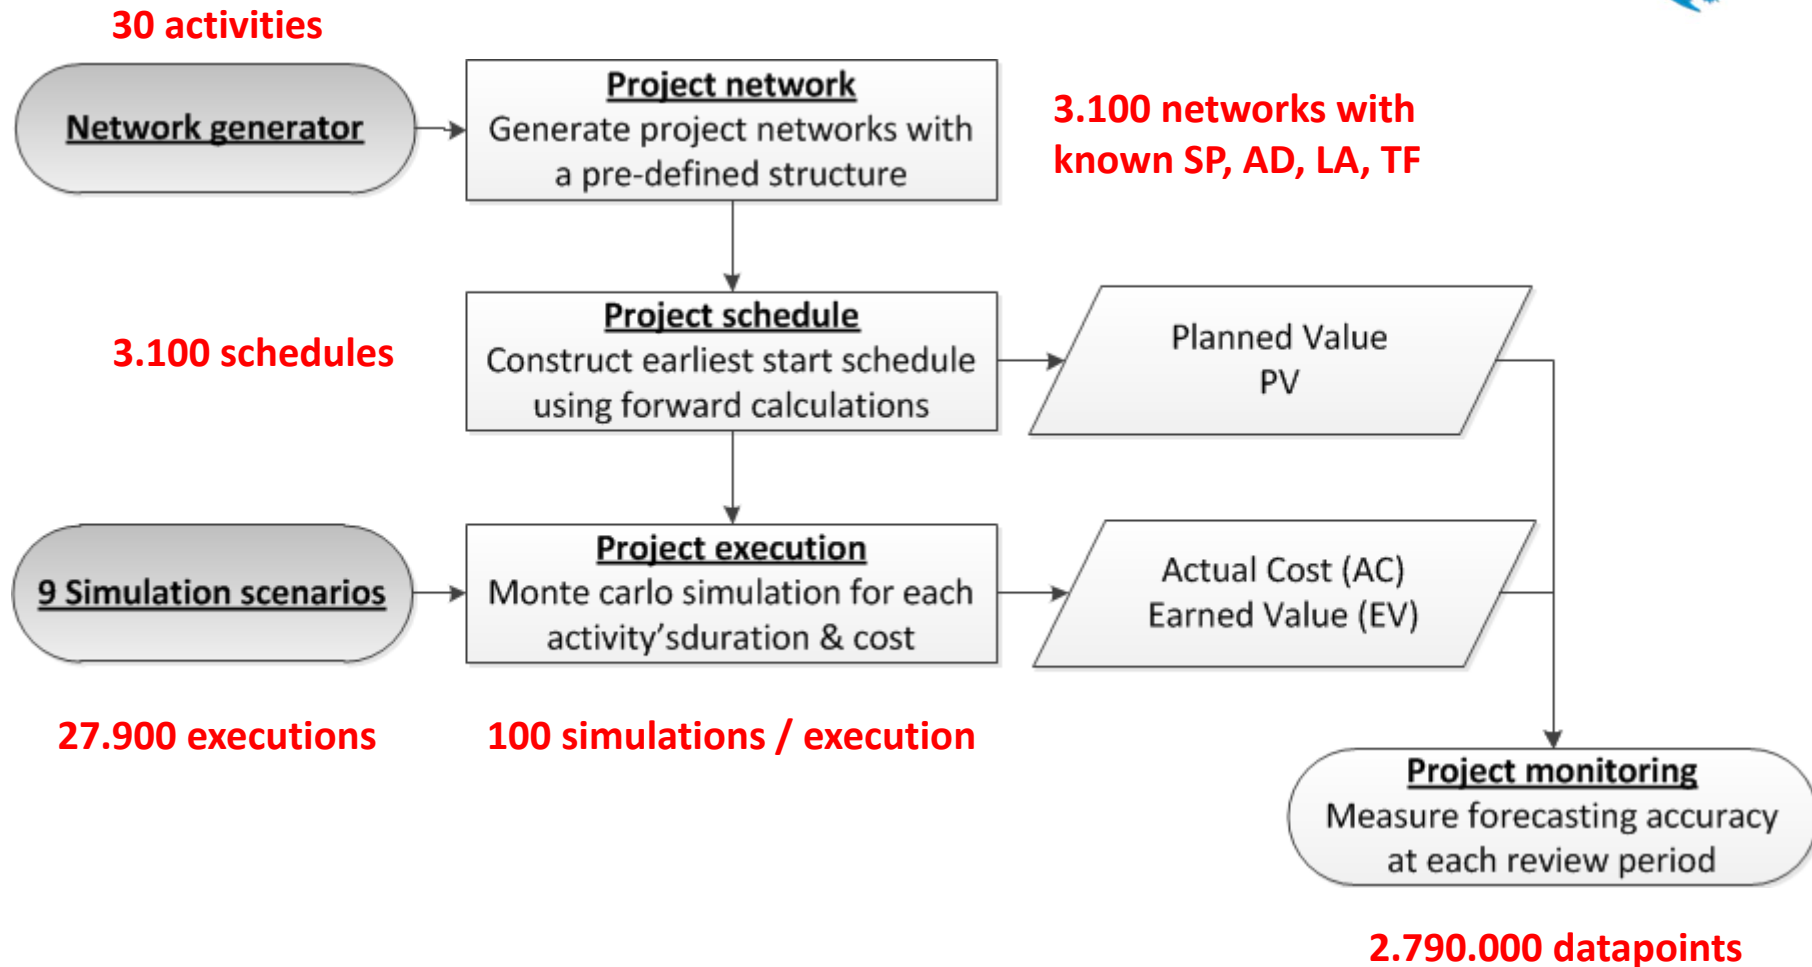 30 activities
Network generator
Project network
Generate project networks with
a pre-defined structure
3.100 networks with
known SP, AD, LA, TF
3.100 schedules
Project schedule
Construct earliest start schedule
using forward calculations
Planned Value
PV
9 Simulation scenarios
Project execution
Monte carlo simulation for each
activity'sduration & cost
Actual Cost (AC)
Earned Value (EV)
27.900 executions
100 simulations / execution
Project monitoring
Measure forecasting accuracy
at each review period
2.790.000 datapoints